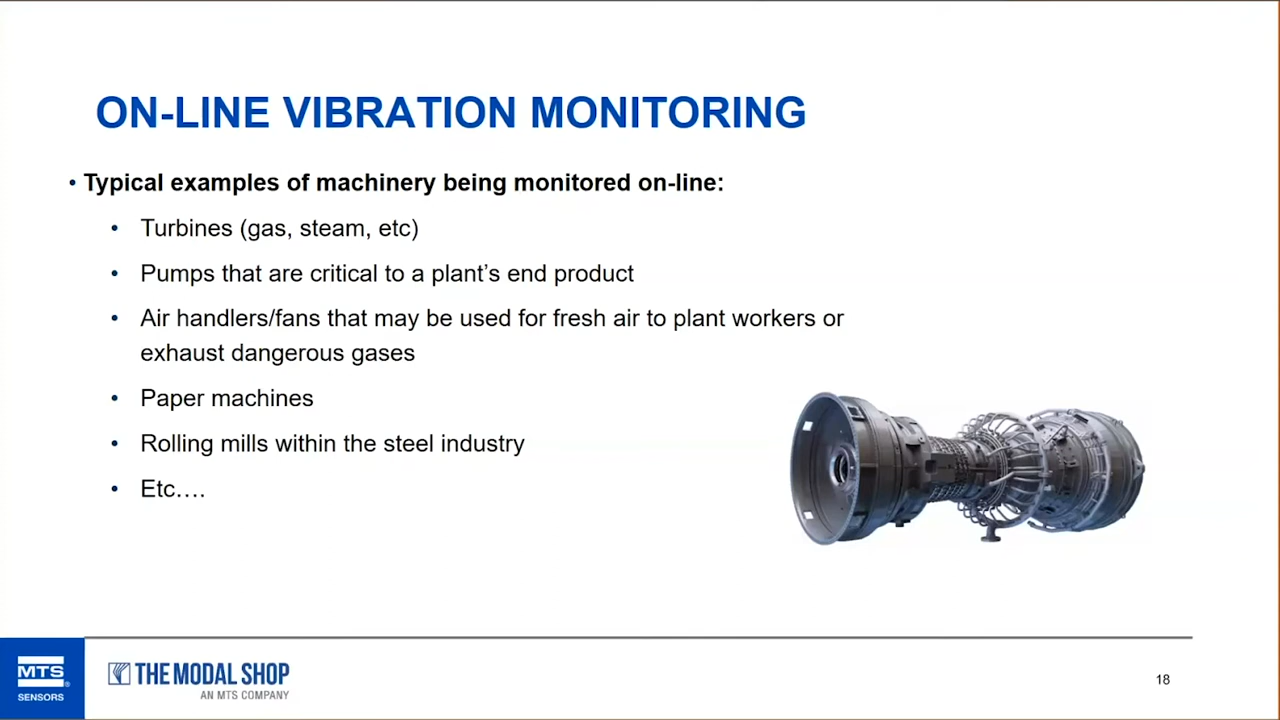 ON-LINE VIBRATION MONITORING
• Typical examples of machinery being monitored on-line:
• Turbines (gas, steam, etc)
• Pumps that are critical to a plant’s end product
• Air handlers/fans that may be used for fresh air to plant workers or
exhaust dangerous gases
• Paper machines
• Rolling mills within the steel industry
• Etc….
MTS®
SENSORS
THE MODAL SHOP
AN MTS COMPANY
18